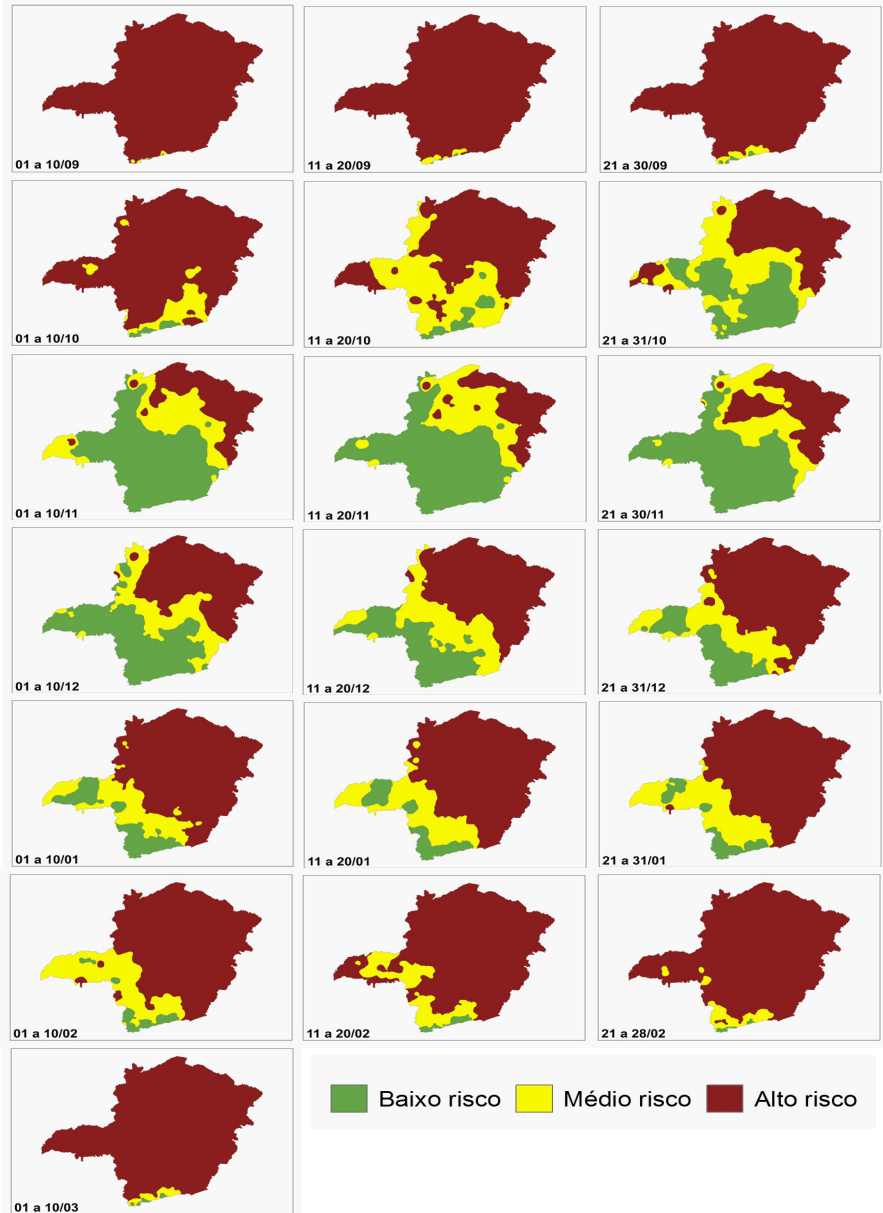 01 a 10/09
11 a 20/09
21 a 30/09
01 a 10/10
11 a 20/10
21 a 31/10
01 a 10/11
11 a 20/11
21 a 30/11
01 a 10/12
11 a 20/12
21 a 31/12
01 a 10/01
11 a 20/01
21 a 31/01
01 a 10/02
11 a 20/02
21 a 28/02
01 a 10/03
Baixo risco
Médio risco
Alto risco